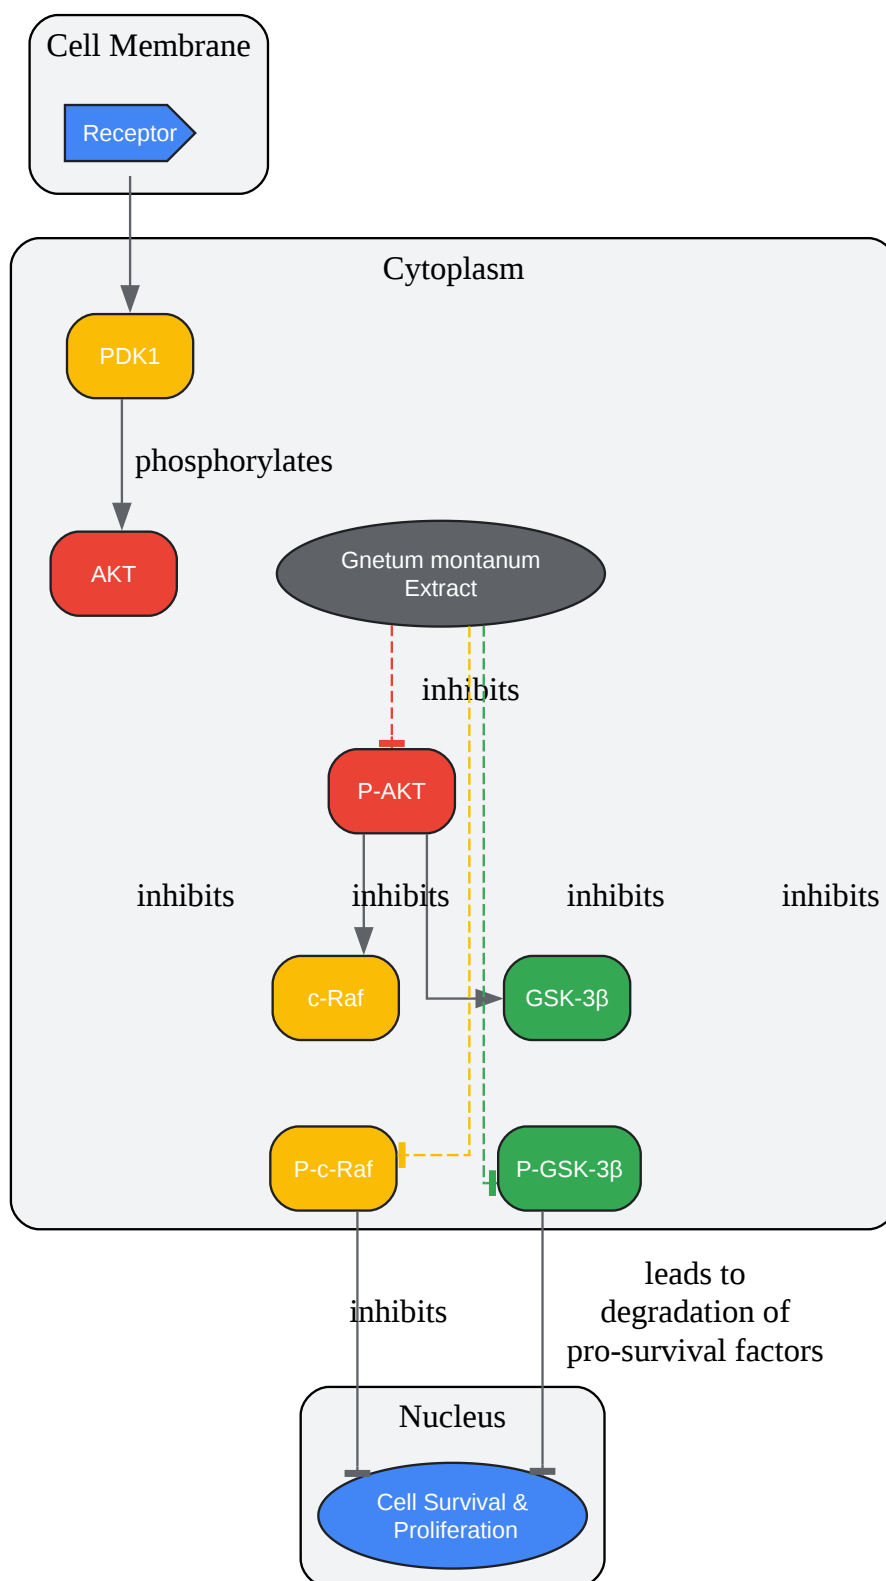 Cell Membrane
Receptor
Cytoplasm
PDK1
phosphorylates
AKT
Gnetum montanum
Extract
inhibits
P-AKT
inhibits
inhibits
inhibits
inhibits
c-Raf
GSK-3β
P-c-Raf
P-GSK-3β
inhibits
leads to
degradation of
pro-survival factors
Nucleus
Cell Survival &
Proliferation